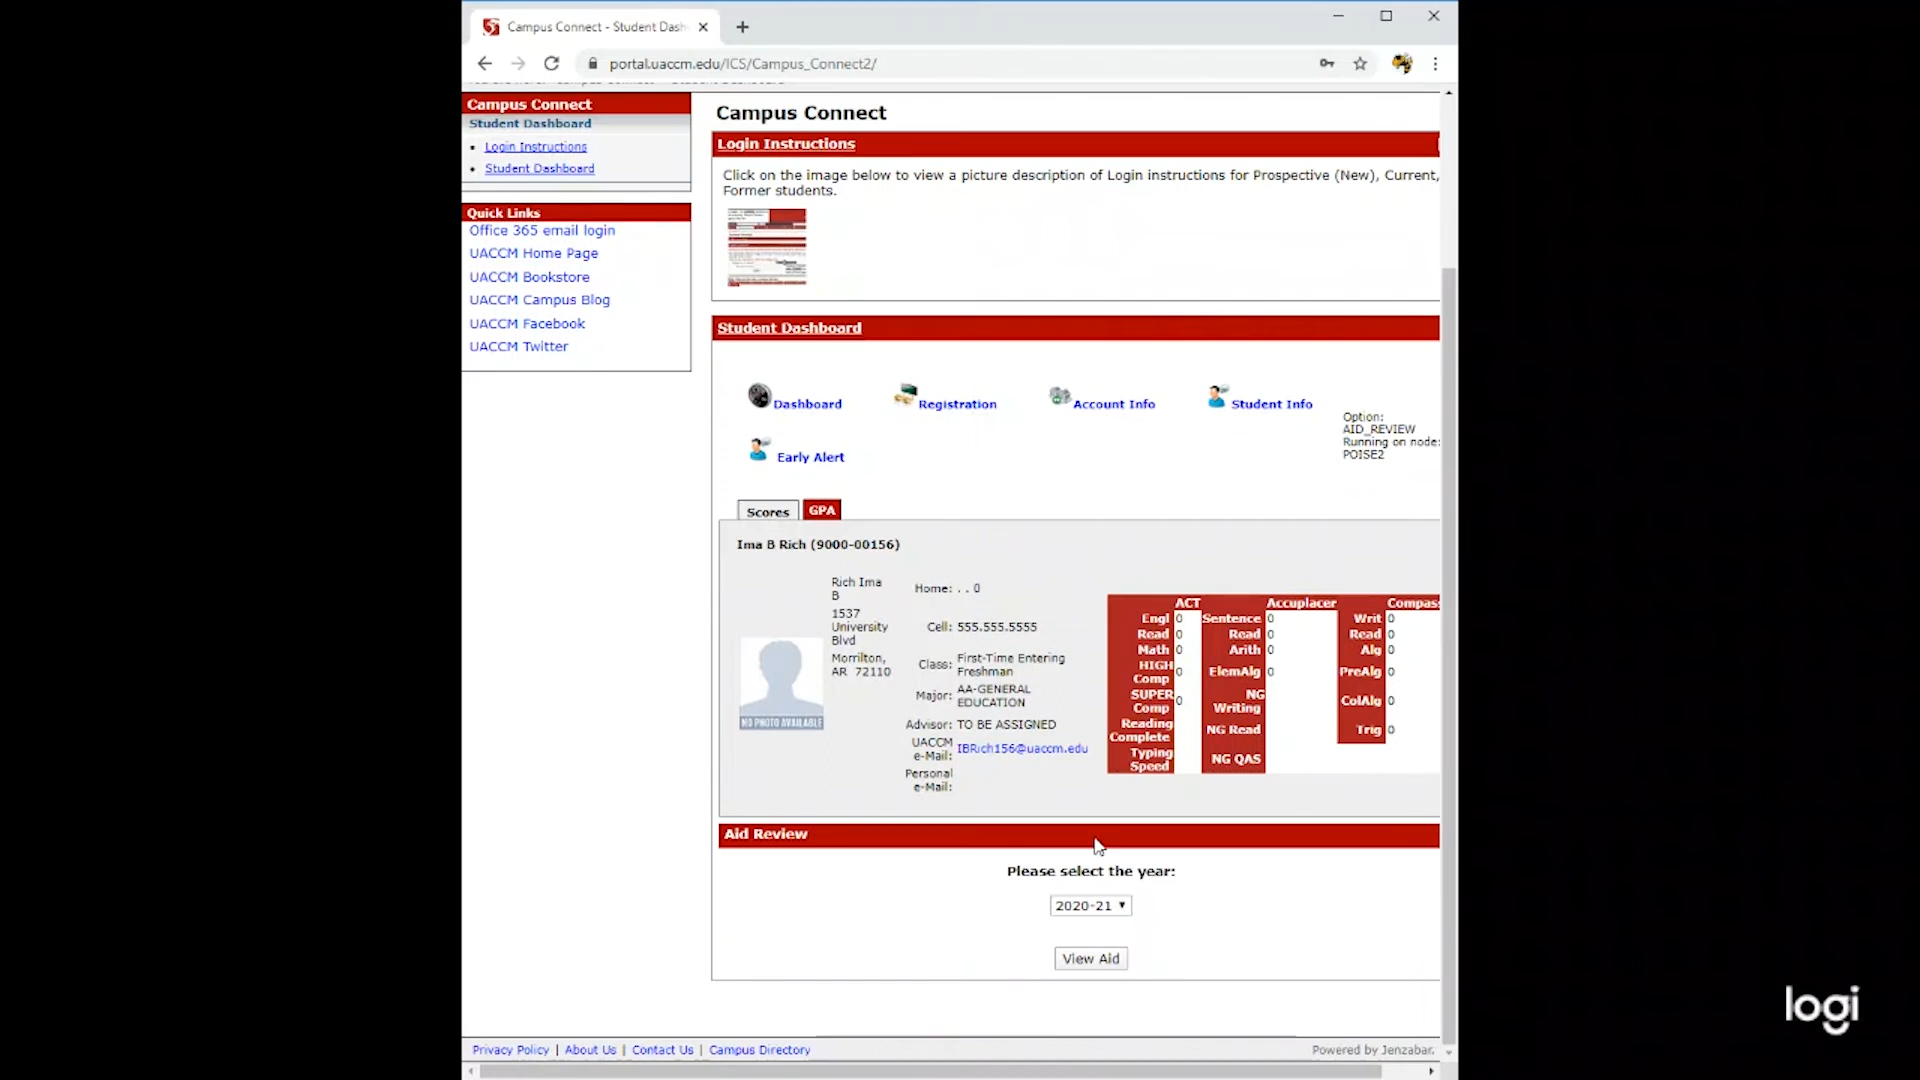 Campus Connect - Student Dash
portal.uaccm.edu/ICS/Campus_Connect2/
Campus Connect
Student Dashboard
Login Instructions
Student Dashboard
Quick Links
Office 365 email login
UACCM Home Page
UACCM Bookstore
UACCM Campus Blog
UACCM Facebook
UACCM Twitter
Campus Connect
Login Instructions
Click on the image below to view a picture description of Login instructions for Prospective (New), Current,
Former students.
Student Dashboard
Dashboard
Registration
Account Info
Student Info
Early Alert
Option:
AID_REVIEW
Running on node:
POISE2
Scores
GPA
Ima B Rich (9000-00156)
NO PHOTO AVAILABLE
Rich Ima
B
1537
University
Blvd
Morrilton,
AR 72110
Home: . . 0
Cell: 555.555.5555
Class: First-Time Entering
Freshman
Major: AA-GENERAL
EDUCATION
Advisor: TO BE ASSIGNED
UACCM
e-Mail: IBRich156@uaccm.edu
Personal
e-Mail:
ACT
Engl 0
Read 0
Math 0
HIGH
Comp 0
SUPER
Comp 0
Reading
Complete
Typing
Speed
Accuplacer
Sentence 0
Read 0
Arith 0
ElemAlg 0
NG
Writing
NG Read
NG QAS
Compass
Writ 0
Read 0
Alg 0
PreAlg 0
ColAlg 0
Trig 0
Aid Review
Please select the year:
2020-21
View Aid
Privacy Policy | About Us | Contact Us | Campus Directory
Powered by Jenzabar.
logi